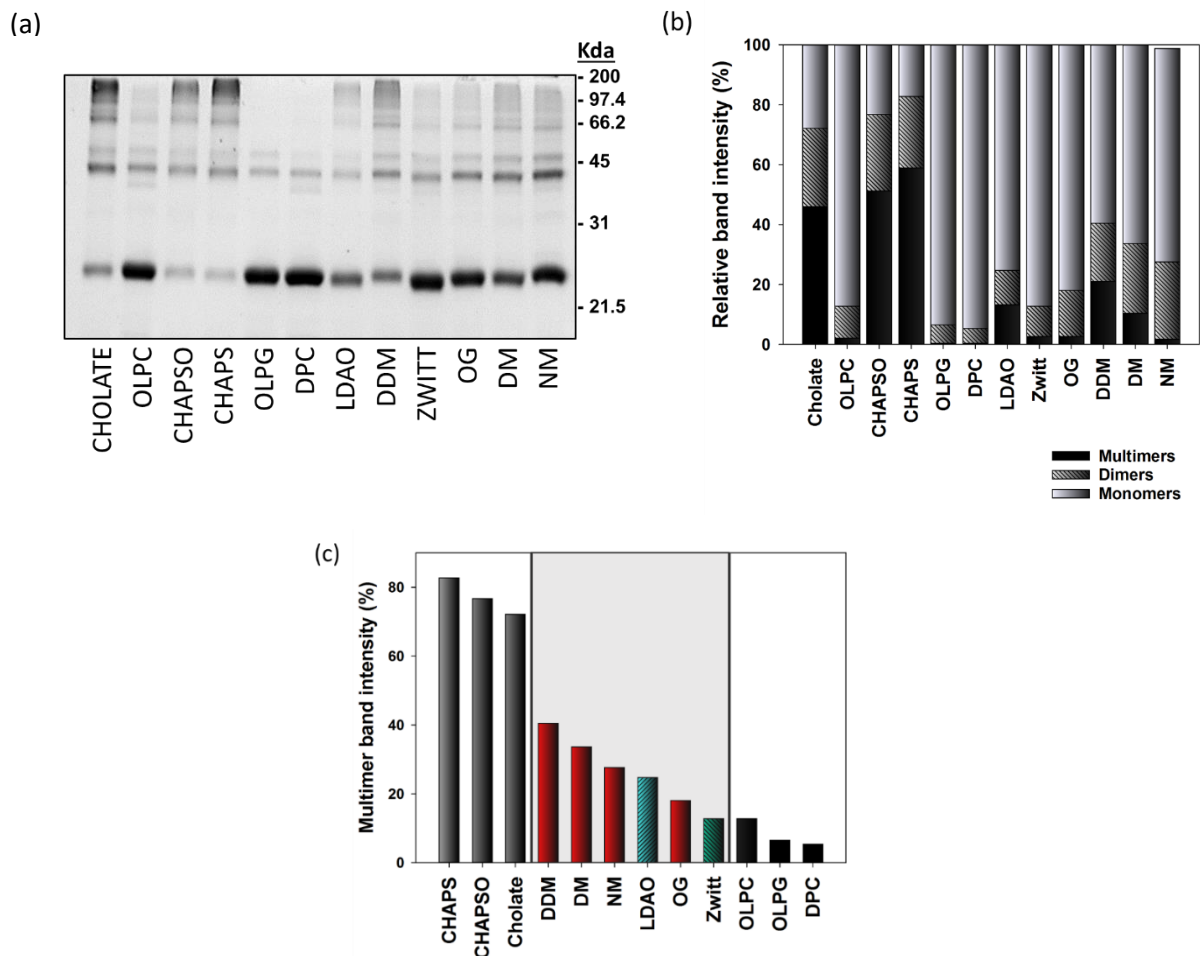 (a)
Kda
- 200
- 97.4
- 66.2
- 45
- 31
- 21.5
CHOLATE
OLPC
CHAPSO
CHAPS
OLPG
DPC
LDAO
DDM
ZWITT
OG
DM
NM
(b)
Relative band intensity (%)
100
80
60
40
20
0
Cholate
OLPC
CHAPSO
CHAPS
OLPG
DPC
LDAO
Zwitt
OG
DDM
DM
NM
Multimers
Dimers
Monomers
(c)
Multimer band intensity (%)
80
60
40
20
0
CHAPS
CHAPSO
Cholate
DDM
DM
NM
LDAO
OG
Zwitt
OLPC
OLPG
DPC